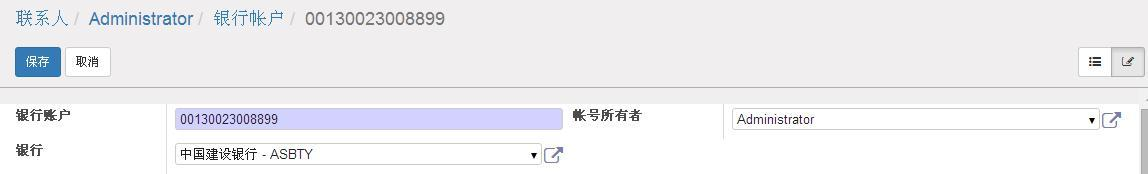 联系人 / Administrator / 银行帐户 / 00130023008899
保存 取消
银行账户 00130023008899 帐号所有者 Administrator
银行 中国建设银行 - ASBTY